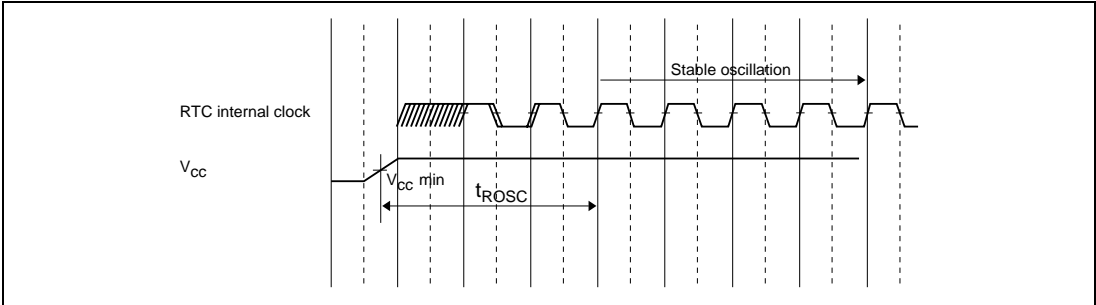 Stable oscillation
RTC internal clock
VCC
VCC min
tROSC